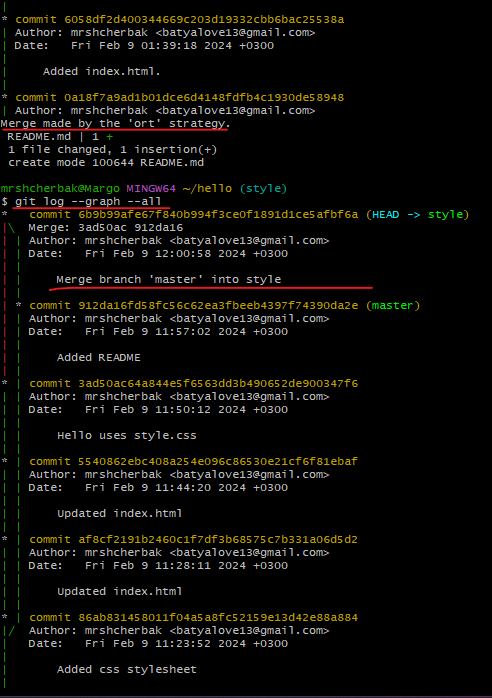 |
* commit 6058df2d400344669c203d19332cbb6bac25538a
| Author: mrshcherbak <batyalove13@gmail.com>
| Date:   Fri Feb 9 01:39:18 2024 +0300
|
|     Added index.html.
|
* commit 0a18f7a9ad1b01dce6d4148fdfb4c1930de58948
| Author: mrshcherbak <batyalove13@gmail.com>
Merge made by the 'ort' strategy.
 README.md | 1 +
 1 file changed, 1 insertion(+)
 create mode 100644 README.md

mrshcherbak@Margo MINGW64 ~/hello (style)
$ git log --graph --all
*   commit 6b9b99afe67f840b994f3ce0f1891d1ce5afbf6a (HEAD -> style)
|\  Merge: 3ad50ac 912da16
| | Author: mrshcherbak <batyalove13@gmail.com>
| | Date:   Fri Feb 9 12:00:58 2024 +0300
| |
| |     Merge branch 'master' into style
| |
| * commit 912da16fd58fc56c62ea3fbeeb4397f74390da2e (master)
| | Author: mrshcherbak <batyalove13@gmail.com>
| | Date:   Fri Feb 9 11:57:02 2024 +0300
| |
| |     Added README
| |
* | commit 3ad50ac64a844e5f6563dd3b490652de900347f6
| | Author: mrshcherbak <batyalove13@gmail.com>
| | Date:   Fri Feb 9 11:50:12 2024 +0300
| |
| |     Hello uses style.css
| |
* | commit 5540862ebc408a254e096c86530e21cf6f81ebaf
| | Author: mrshcherbak <batyalove13@gmail.com>
| | Date:   Fri Feb 9 11:44:20 2024 +0300
| |
| |     Updated index.html
| |
* | commit af8cf2191b2460c1f7df3b68575c7b331a06d5d2
| | Author: mrshcherbak <batyalove13@gmail.com>
| | Date:   Fri Feb 9 11:28:11 2024 +0300
| |
| |     Updated index.html
| |
* | commit 86ab831458011f04a5a8fc52159e13d42e88a884
|/  Author: mrshcherbak <batyalove13@gmail.com>
|   Date:   Fri Feb 9 11:23:52 2024 +0300
|
|       Added css stylesheet
|